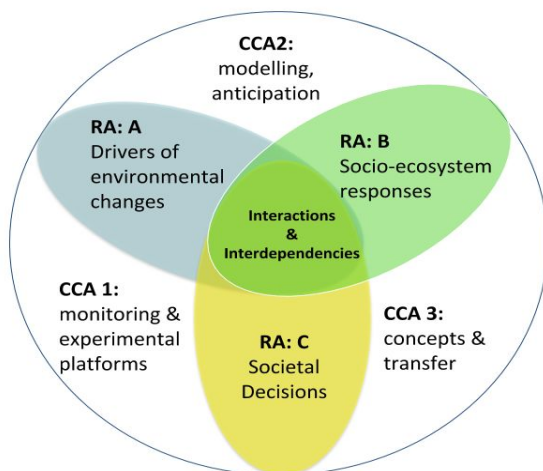 CCA2:
modelling,
anticipation
RA: A
Drivers of
environmental
changes
RA: B
Socio-ecosystem
responses
Interactions
&
Interdependencies
CCA 1:
monitoring &
experimental
platforms
RA: C
Societal
Decisions
CCA 3:
concepts &
transfer